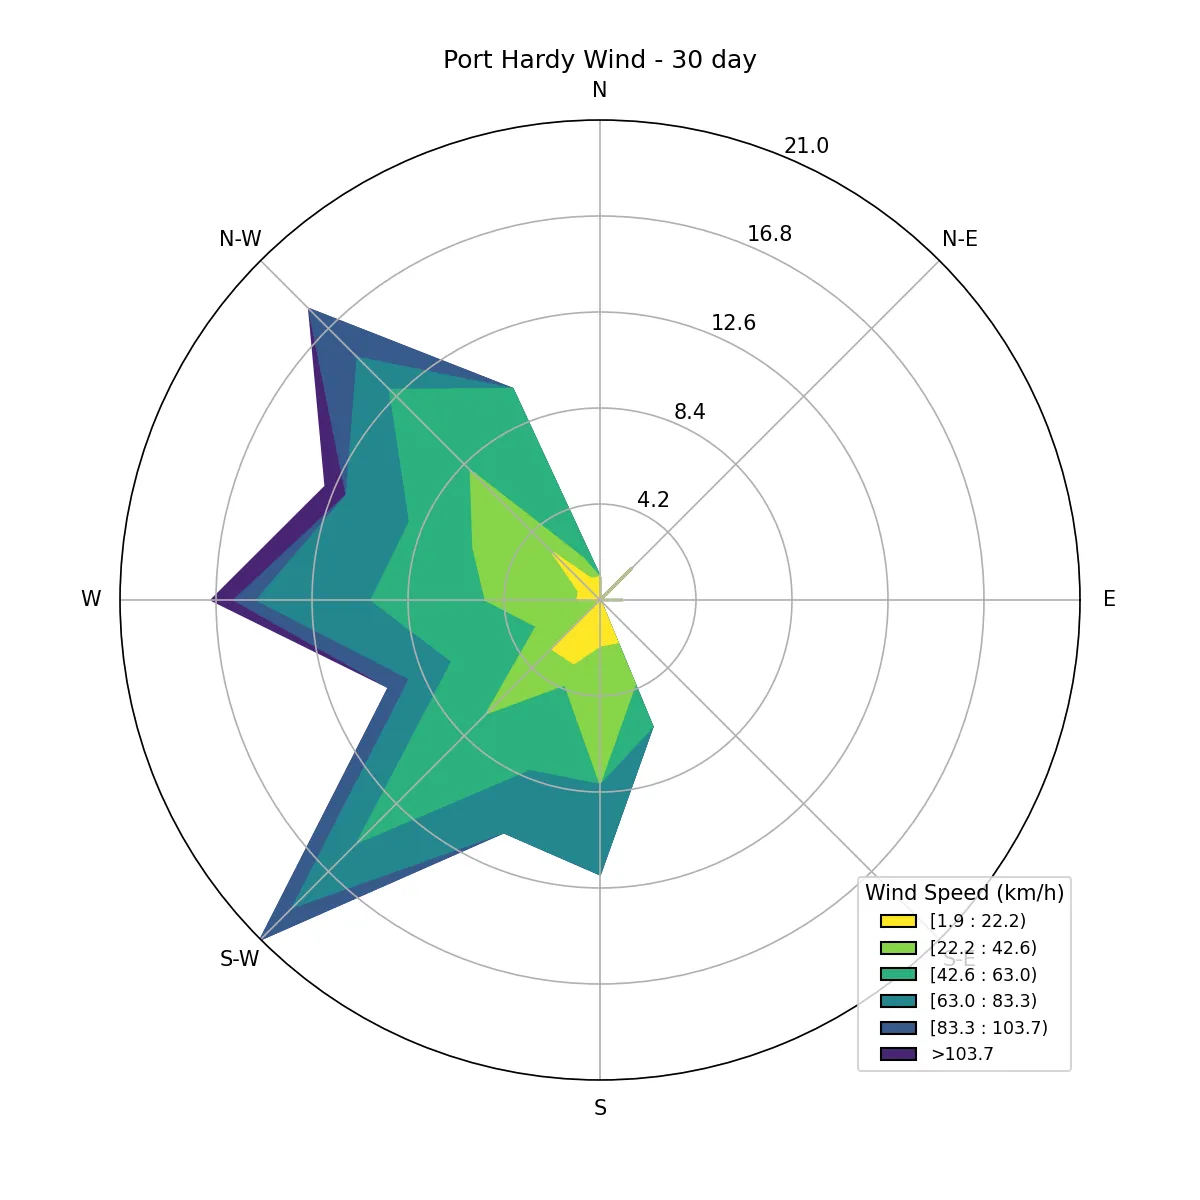 Port Hardy Wind - 30 day
N
21.0
16.8
N-W
N-E
12.6
8.4
4.2
W
E
S-W
S-E
Wind Speed (km/h)
[1.9 : 22.2)
[22.2 : 42.6)
[42.6 : 63.0)
[63.0 : 83.3)
[83.3 : 103.7)
>103.7
S